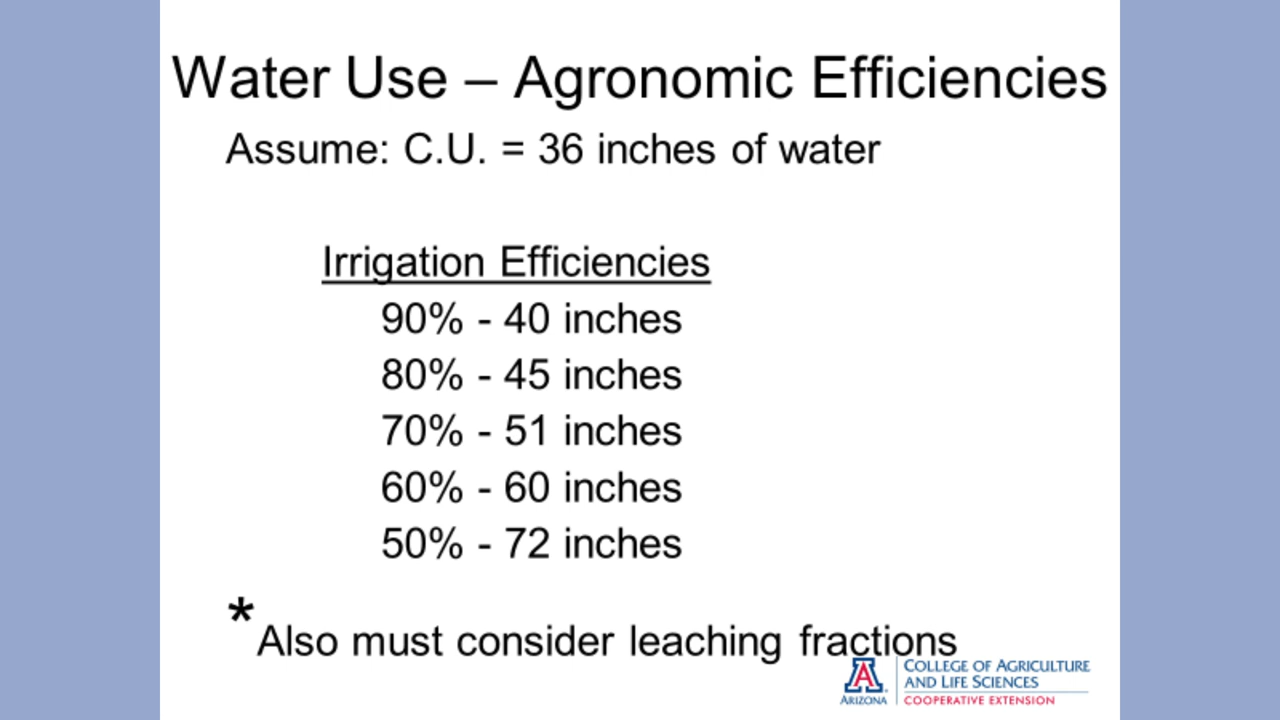 Water Use – Agronomic Efficiencies
Assume: C.U. = 36 inches of water
Irrigation Efficiencies
90% - 40 inches
80% - 45 inches
70% - 51 inches
60% - 60 inches
50% - 72 inches
*Also must consider leaching fractions
A
ARIZONA
COLLEGE OF AGRICULTURE
AND LIFE SCIENCES
COOPERATIVE EXTENSION